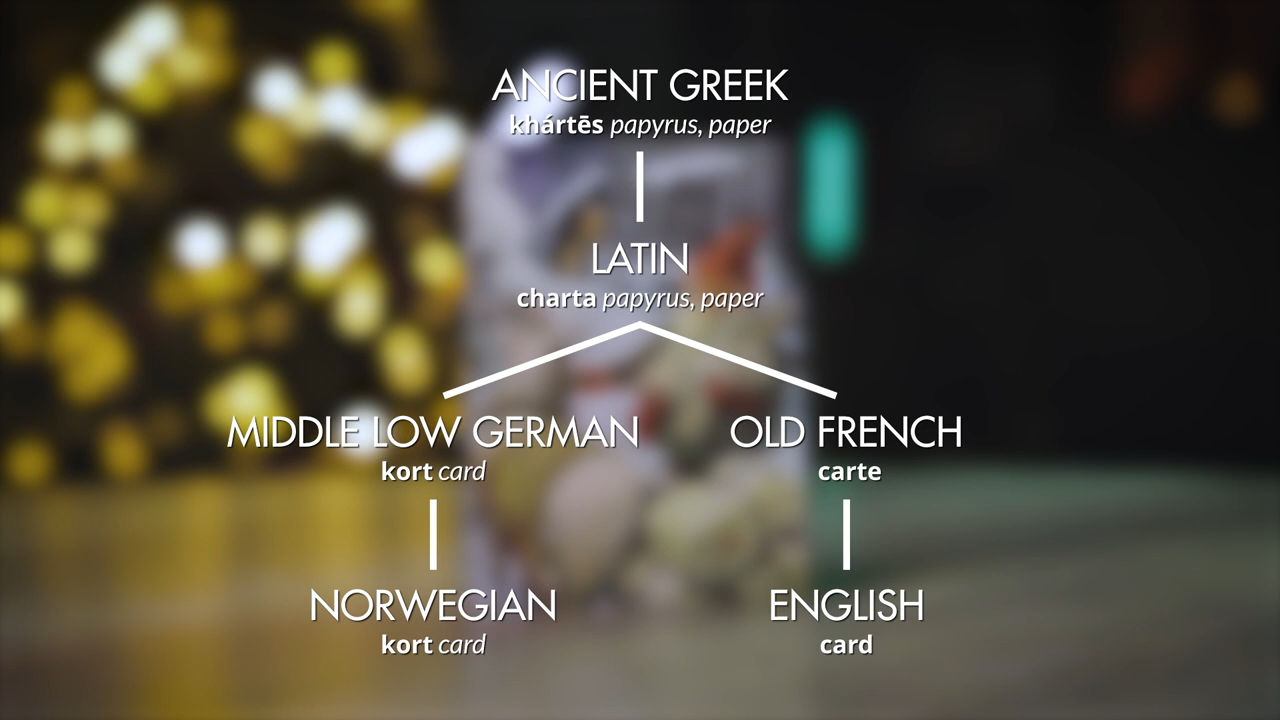 ANCIENT GREEK
khártēs papyrus, paper
LATIN
charta papyrus, paper
MIDDLE LOW GERMAN
kort card
OLD FRENCH
carte
NORWEGIAN
kort card
ENGLISH
card